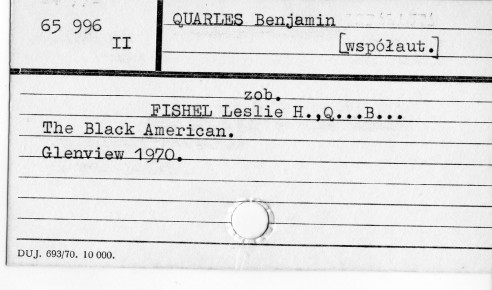 65 996
II
QUARLES Benjamin
[współaut.]
zob.
FISHEL Leslie H.,Q...B...
The Black American.
Glenview 1970.
DUJ. 693/70. 10 000.